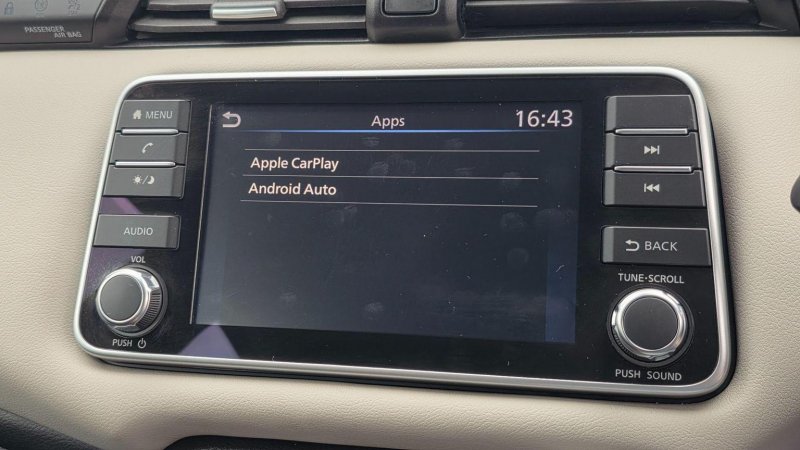 PASSENGER
AIR BAG
MENU
Apps
16:43
Apple CarPlay
Android Auto
AUDIO
BACK
VOL
PUSH
TUNE·SCROLL
PUSH SOUND